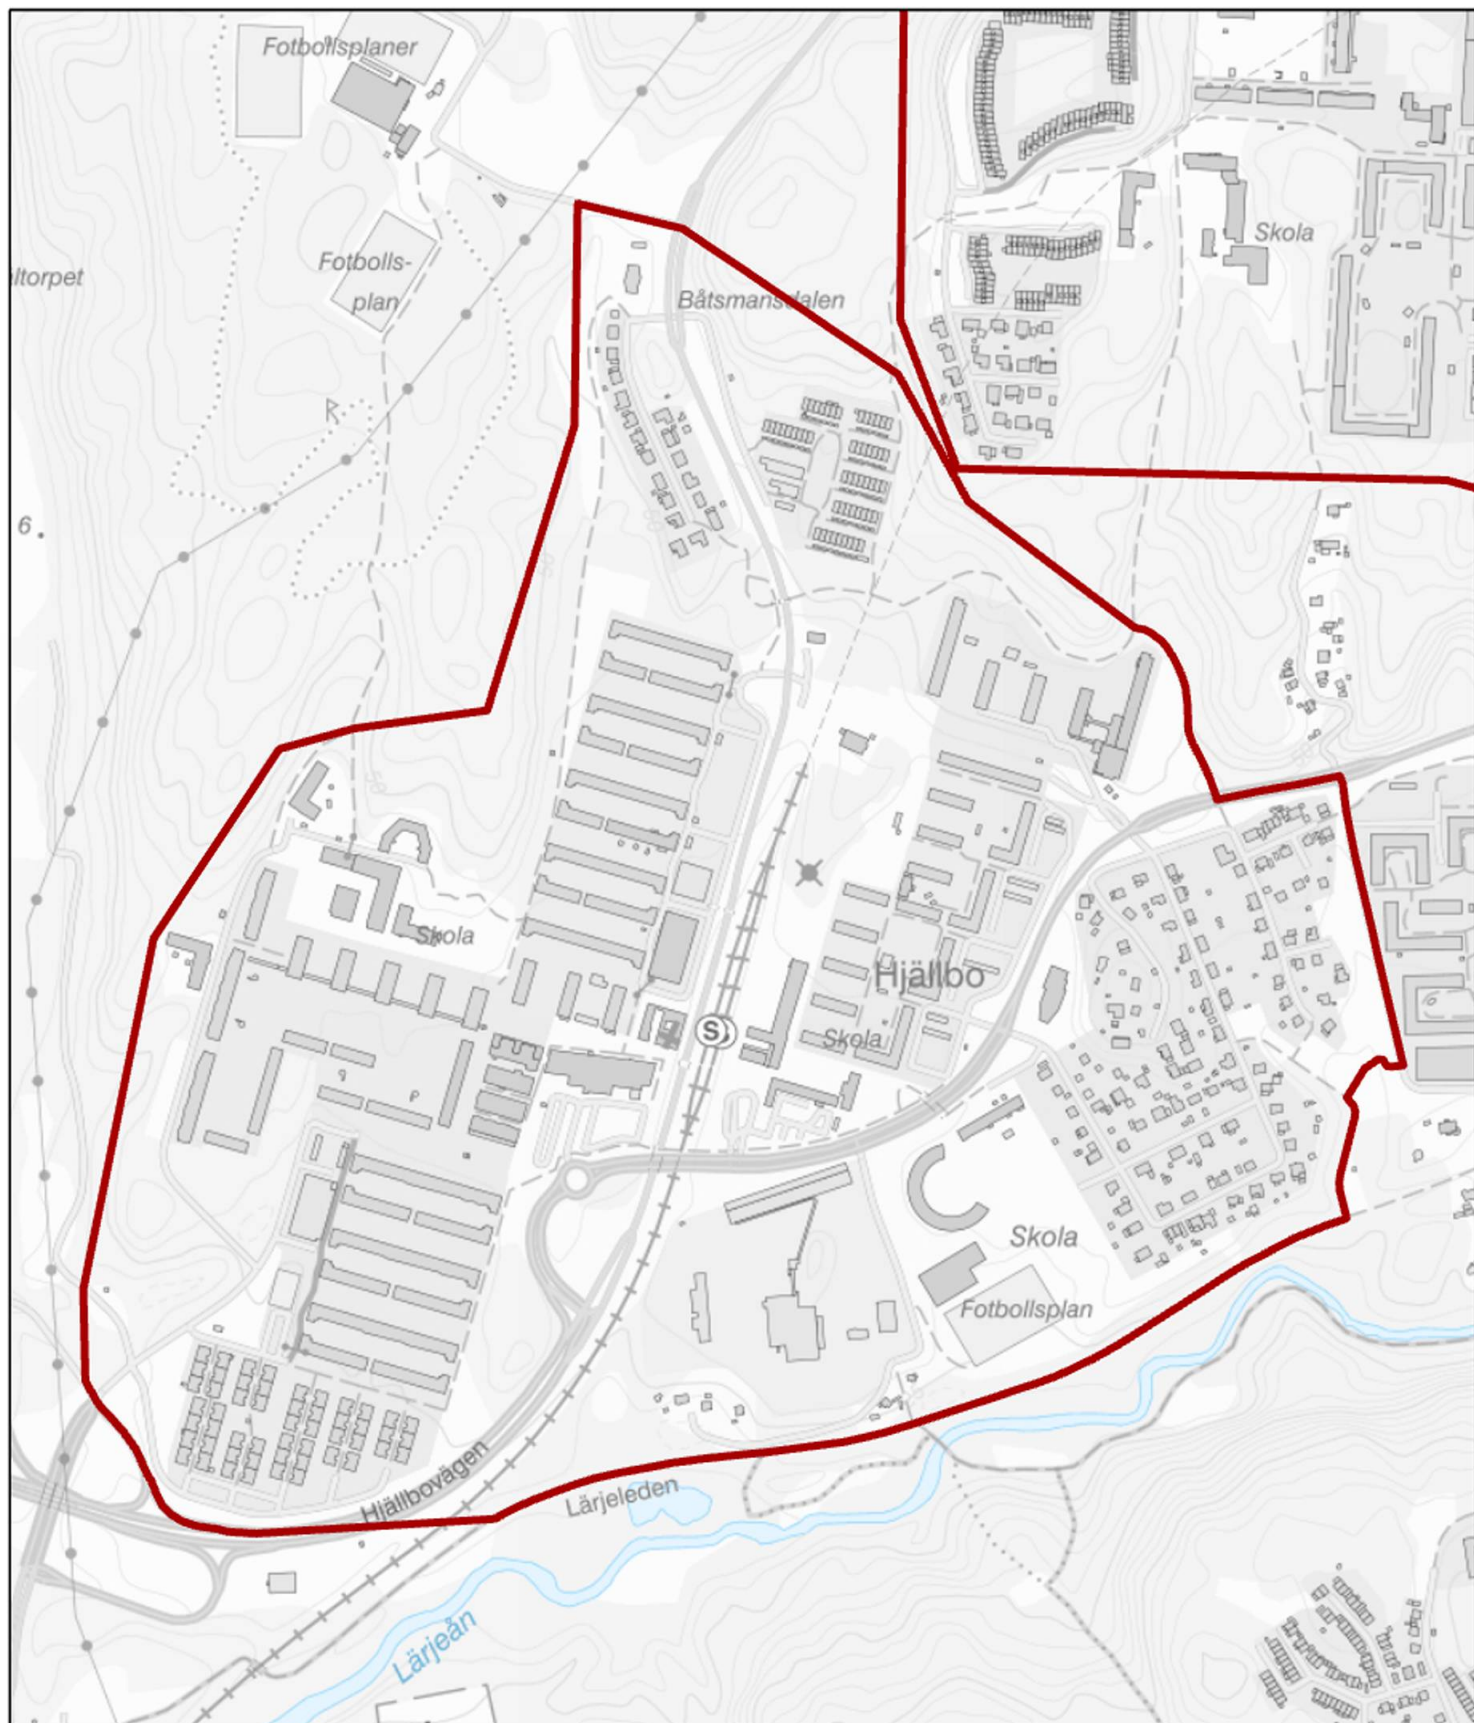 Fotbollsplaner
Skola
Fotbolls-
plan
ltorpet
Båtsmansdalen
R
6.
Skola
Hjällbo
S
Skola
Skola
Fotbollsplan
Hjällbovägen
Lärjeleden
Lärjeån